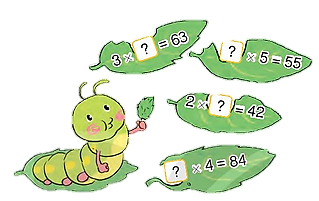 3 × ? = 63
? × 5 = 55
2 × ? = 42
? × 4 = 84